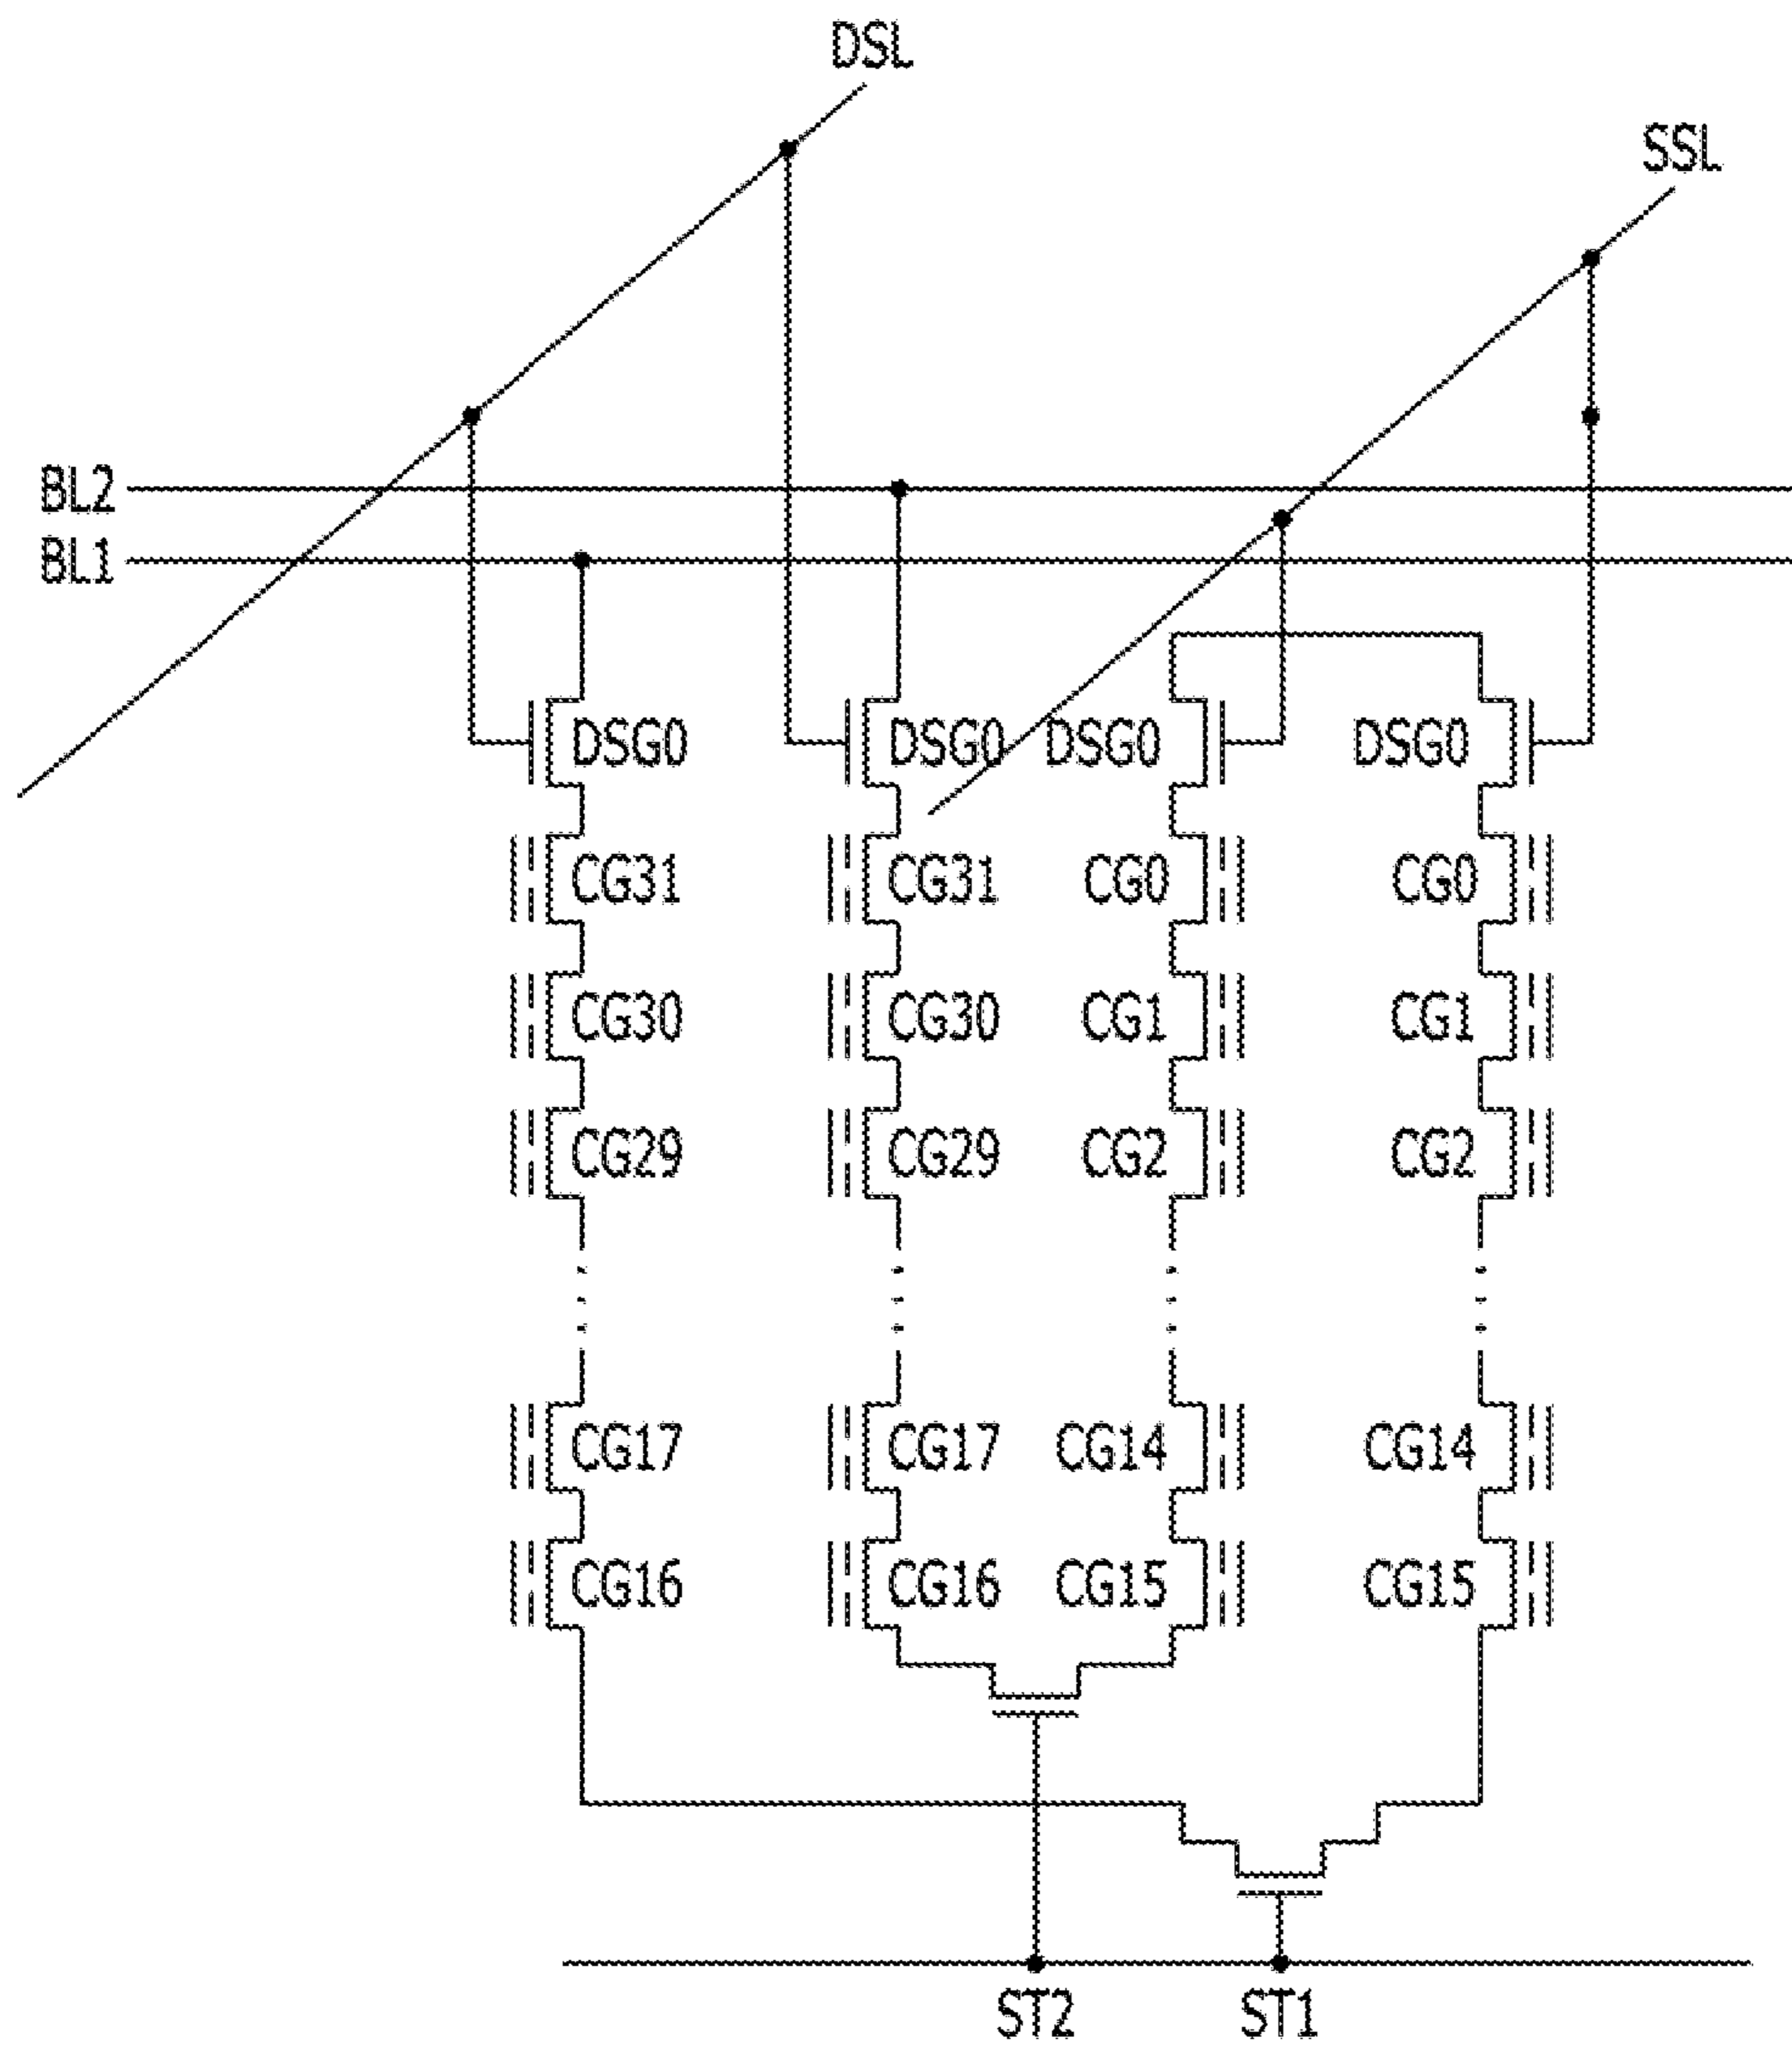 DSL
SSL
BL2
BL1
DSG0 DSG0 DSG0 DSG0
CG31 CG31 CG0 CG0
CG30 CG30 CG1 CG1
CG29 CG29 CG2 CG2
CG17 CG17 CG14 CG14
CG16 CG16 CG15 CG15
ST2 ST1